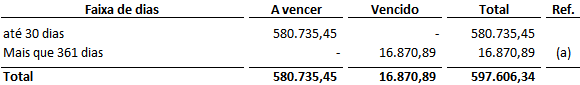 Faixa de dias A vencer Vencido Total Ref.
até 30 dias 580.735,45 - 580.735,45
Mais que 361 dias - 16.870,89 16.870,89 (a)
Total 580.735,45 16.870,89 597.606,34